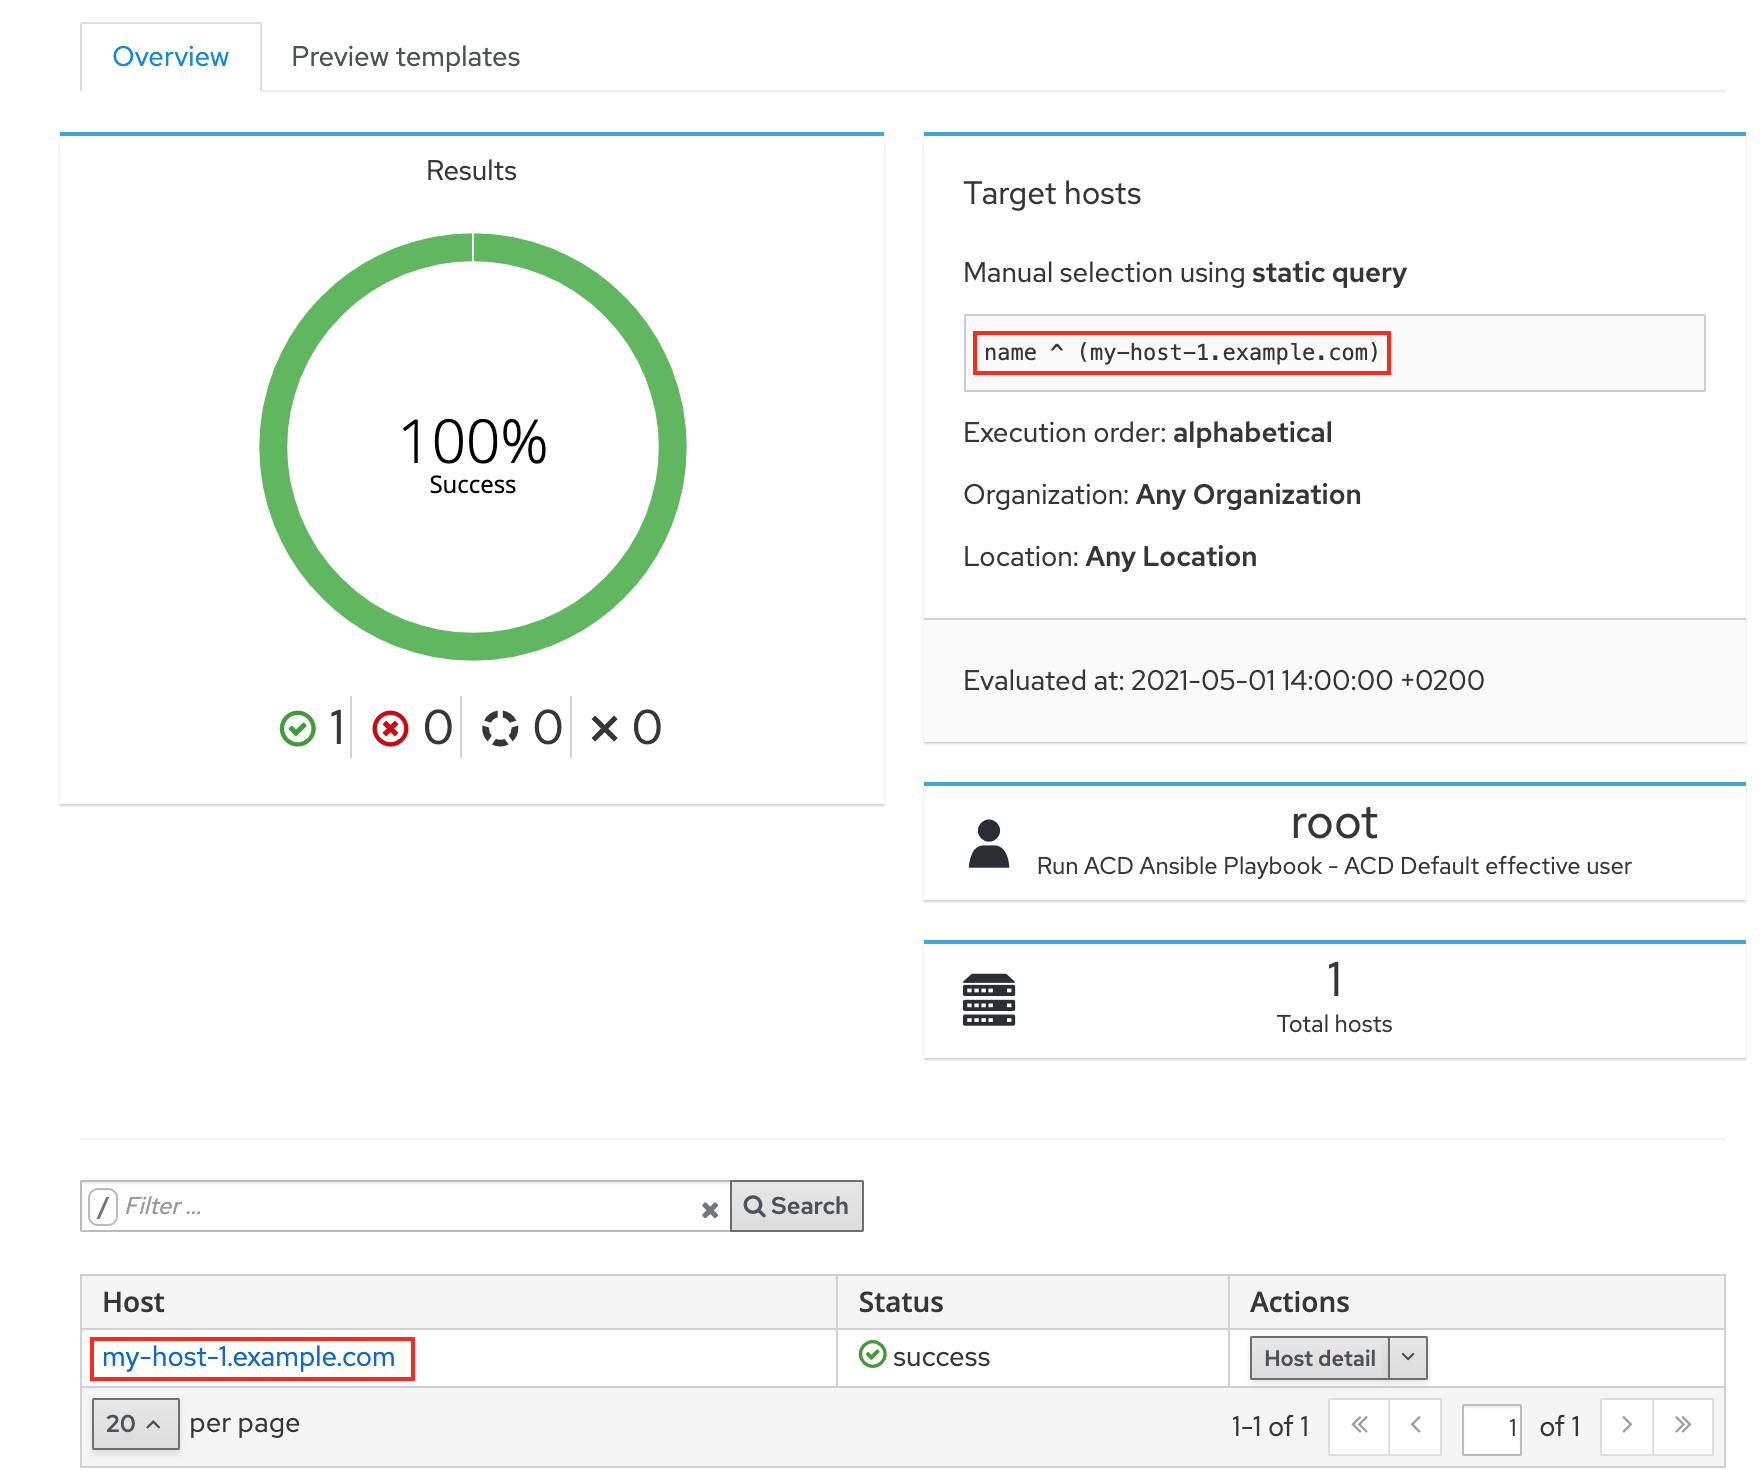 Overview
Preview templates
Results
100%
Success
1 0 0 0
Target hosts
Manual selection using static query
name ^ (my-host-1.example.com)
Execution order: alphabetical
Organization: Any Organization
Location: Any Location
Evaluated at: 2021-05-01 14:00:00 +0200
root
Run ACD Ansible Playbook - ACD Default effective user
1
Total hosts
/ Filter ...
Search
Host Status Actions
my-host-1.example.com success Host detail
20 per page 1-1 of 1 « ‹ 1 of 1 › »